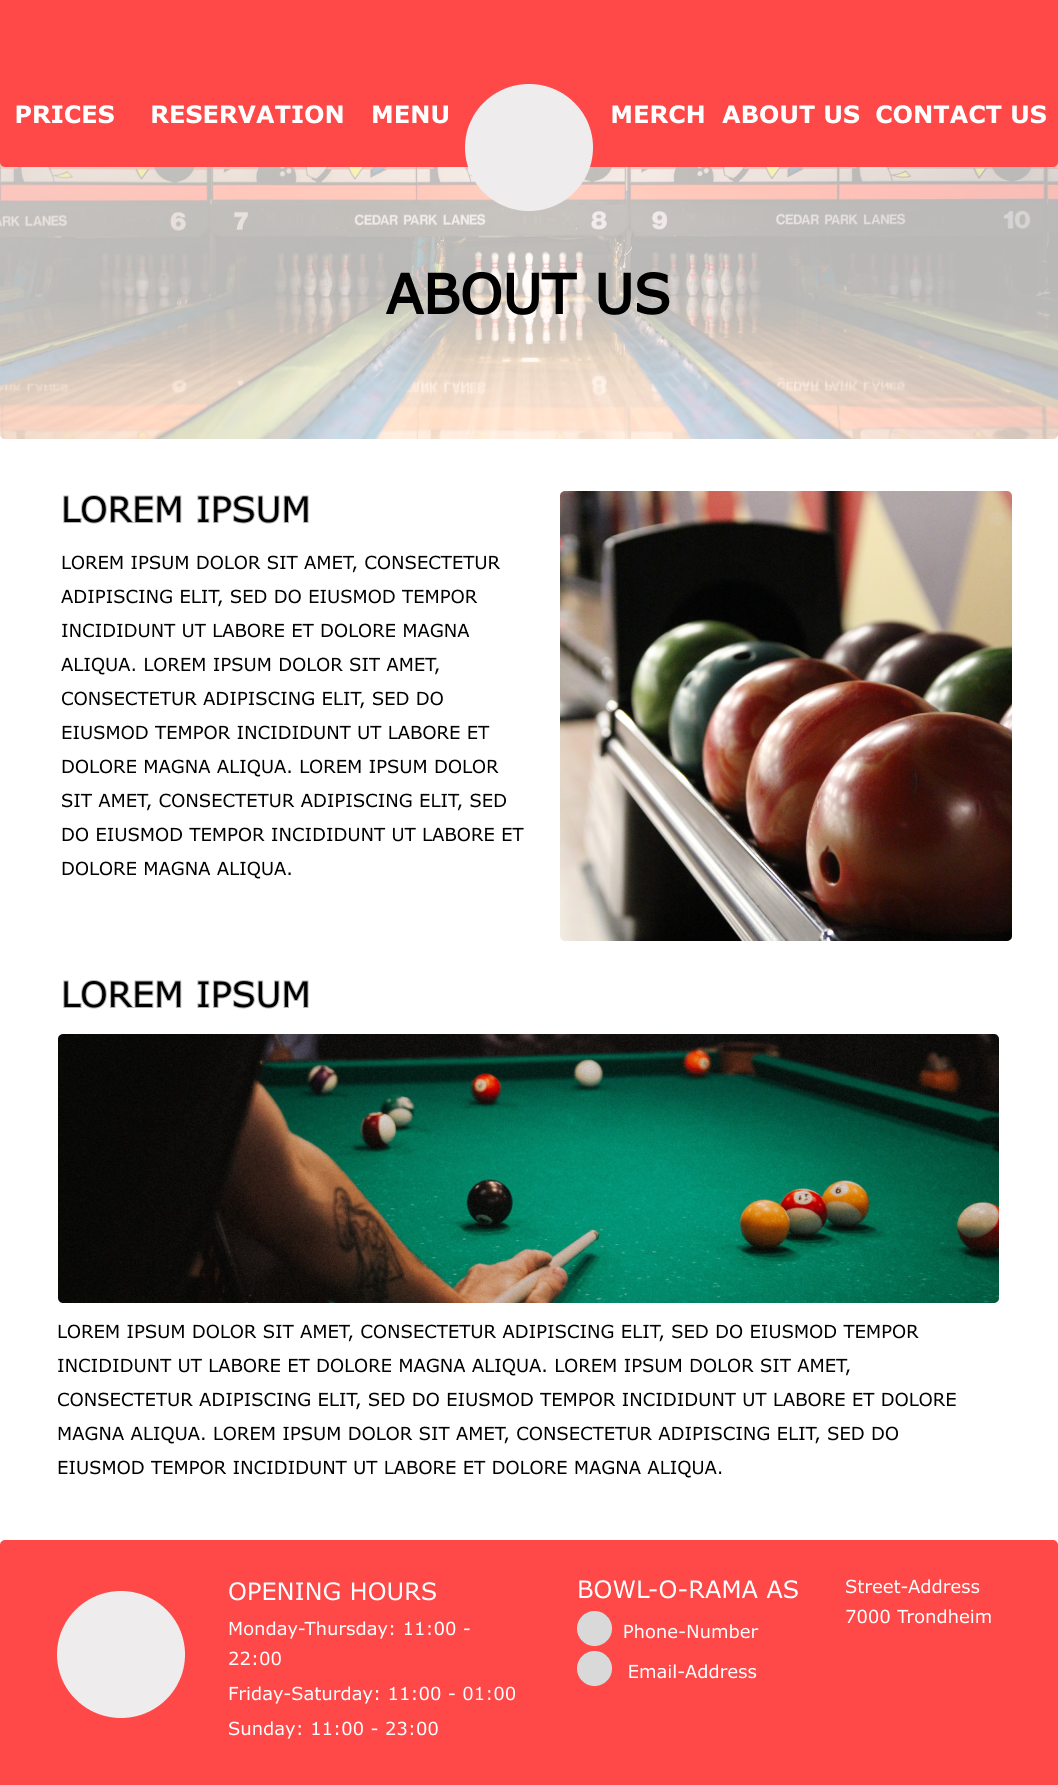 PRICES RESERVATION MENU MERCH ABOUT US CONTACT US
RK LANES 6 7 CEDAR PARK LANES 8 9 CEDAR PARK LANES 10
ABOUT US
LOREM IPSUM
LOREM IPSUM DOLOR SIT AMET, CONSECTETUR
ADIPISCING ELIT, SED DO EIUSMOD TEMPOR
INCIDIDUNT UT LABORE ET DOLORE MAGNA
ALIQUA. LOREM IPSUM DOLOR SIT AMET,
CONSECTETUR ADIPISCING ELIT, SED DO
EIUSMOD TEMPOR INCIDIDUNT UT LABORE ET
DOLORE MAGNA ALIQUA. LOREM IPSUM DOLOR
SIT AMET, CONSECTETUR ADIPISCING ELIT, SED
DO EIUSMOD TEMPOR INCIDIDUNT UT LABORE ET
DOLORE MAGNA ALIQUA.
LOREM IPSUM
LOREM IPSUM DOLOR SIT AMET, CONSECTETUR ADIPISCING ELIT, SED DO EIUSMOD TEMPOR
INCIDIDUNT UT LABORE ET DOLORE MAGNA ALIQUA. LOREM IPSUM DOLOR SIT AMET,
CONSECTETUR ADIPISCING ELIT, SED DO EIUSMOD TEMPOR INCIDIDUNT UT LABORE ET DOLORE
MAGNA ALIQUA. LOREM IPSUM DOLOR SIT AMET, CONSECTETUR ADIPISCING ELIT, SED DO
EIUSMOD TEMPOR INCIDIDUNT UT LABORE ET DOLORE MAGNA ALIQUA.
OPENING HOURS
Monday-Thursday: 11:00 -
22:00
Friday-Saturday: 11:00 - 01:00
Sunday: 11:00 - 23:00
BOWL-O-RAMA AS
Phone-Number
Email-Address
Street-Address
7000 Trondheim